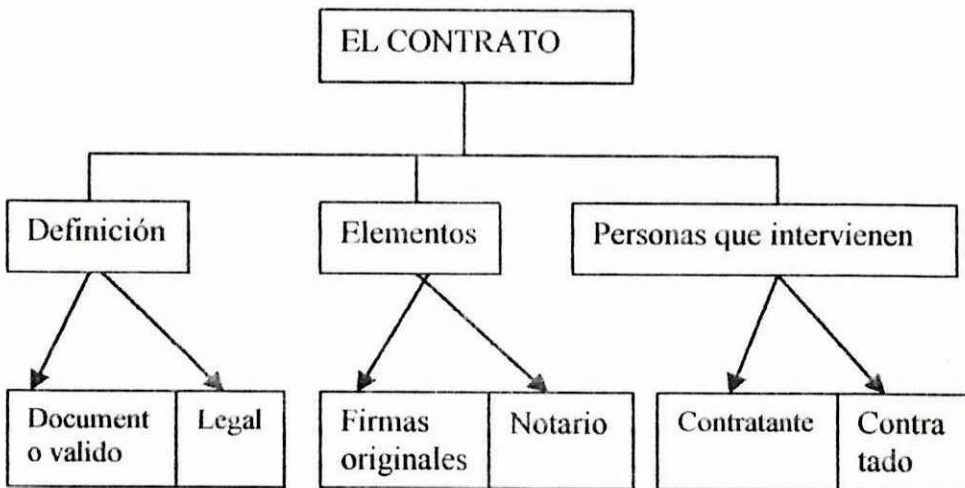 EL CONTRATO
Definición
Elementos
Personas que intervienen
Document
o valido
Legal
Firmas
originales
Notario
Contratante
Contra
tado